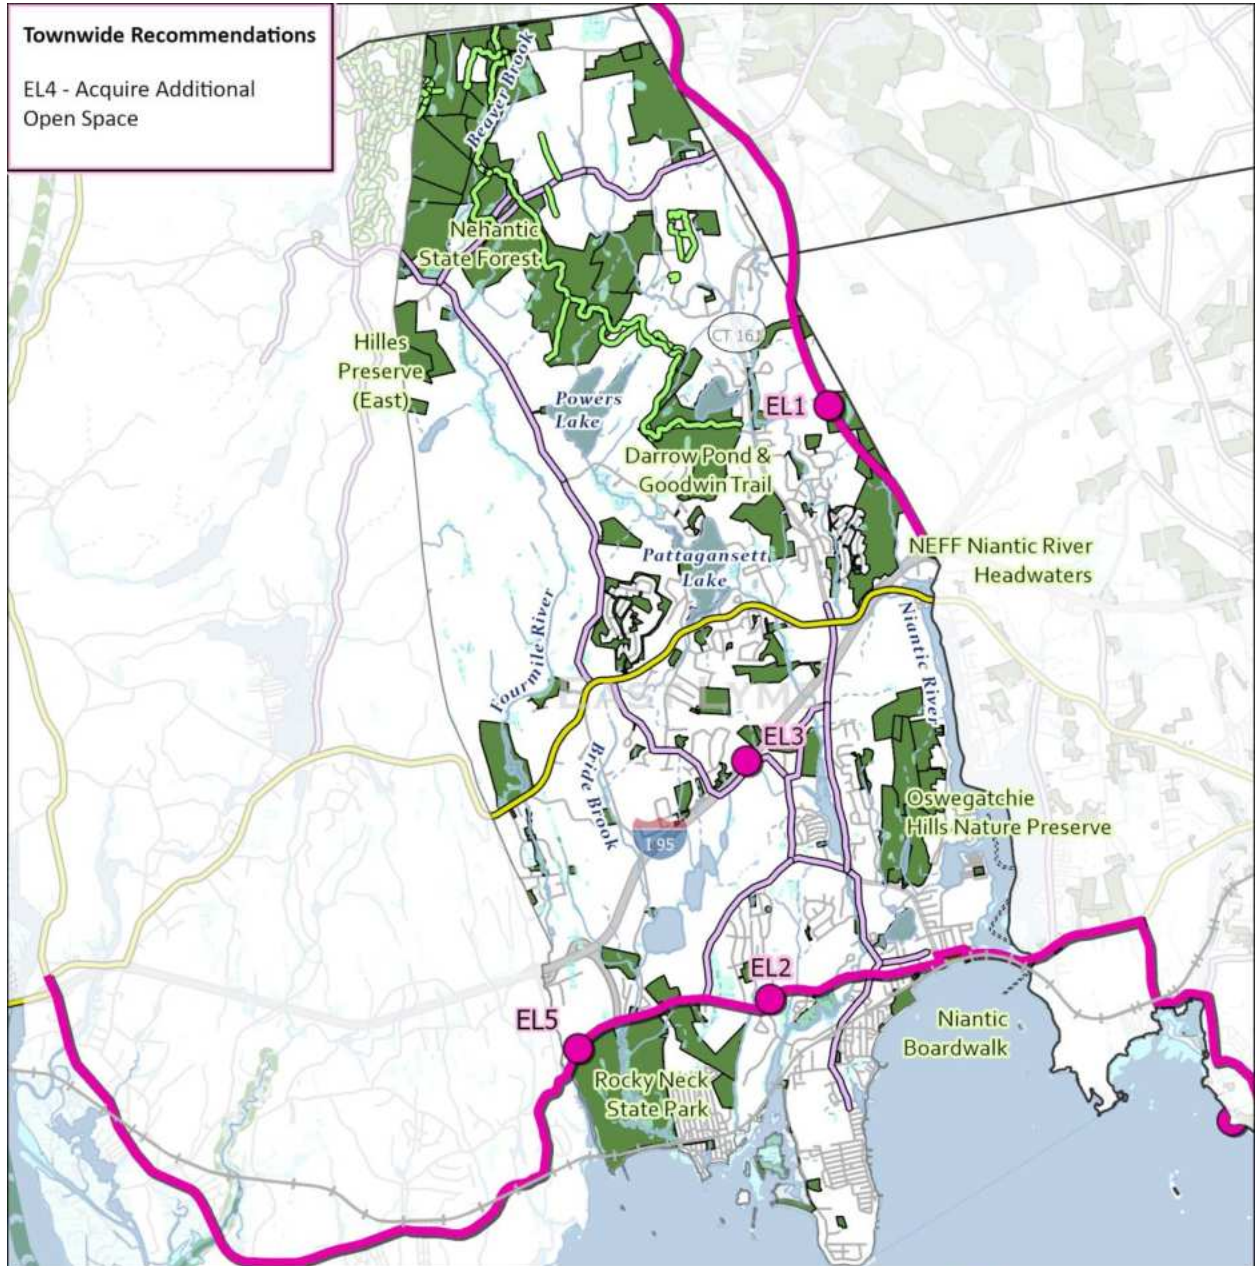 Townwide Recommendations
EL4 - Acquire Additional
Open Space
Beaver Brook
Nehantic
State Forest
CT 161
Hilles
Preserve
(East)
Powers
Lake
EL1
Darrow Pond &
Goodwin Trail
Pattagansett
Lake
NEFF Niantic River
Headwaters
Fourmile River
Niantic River
EAST LYME
EL3
Bride Brook
Oswegatchie
Hills Nature Preserve
I 95
EL2
EL5
Niantic
Boardwalk
Rocky Neck
State Park